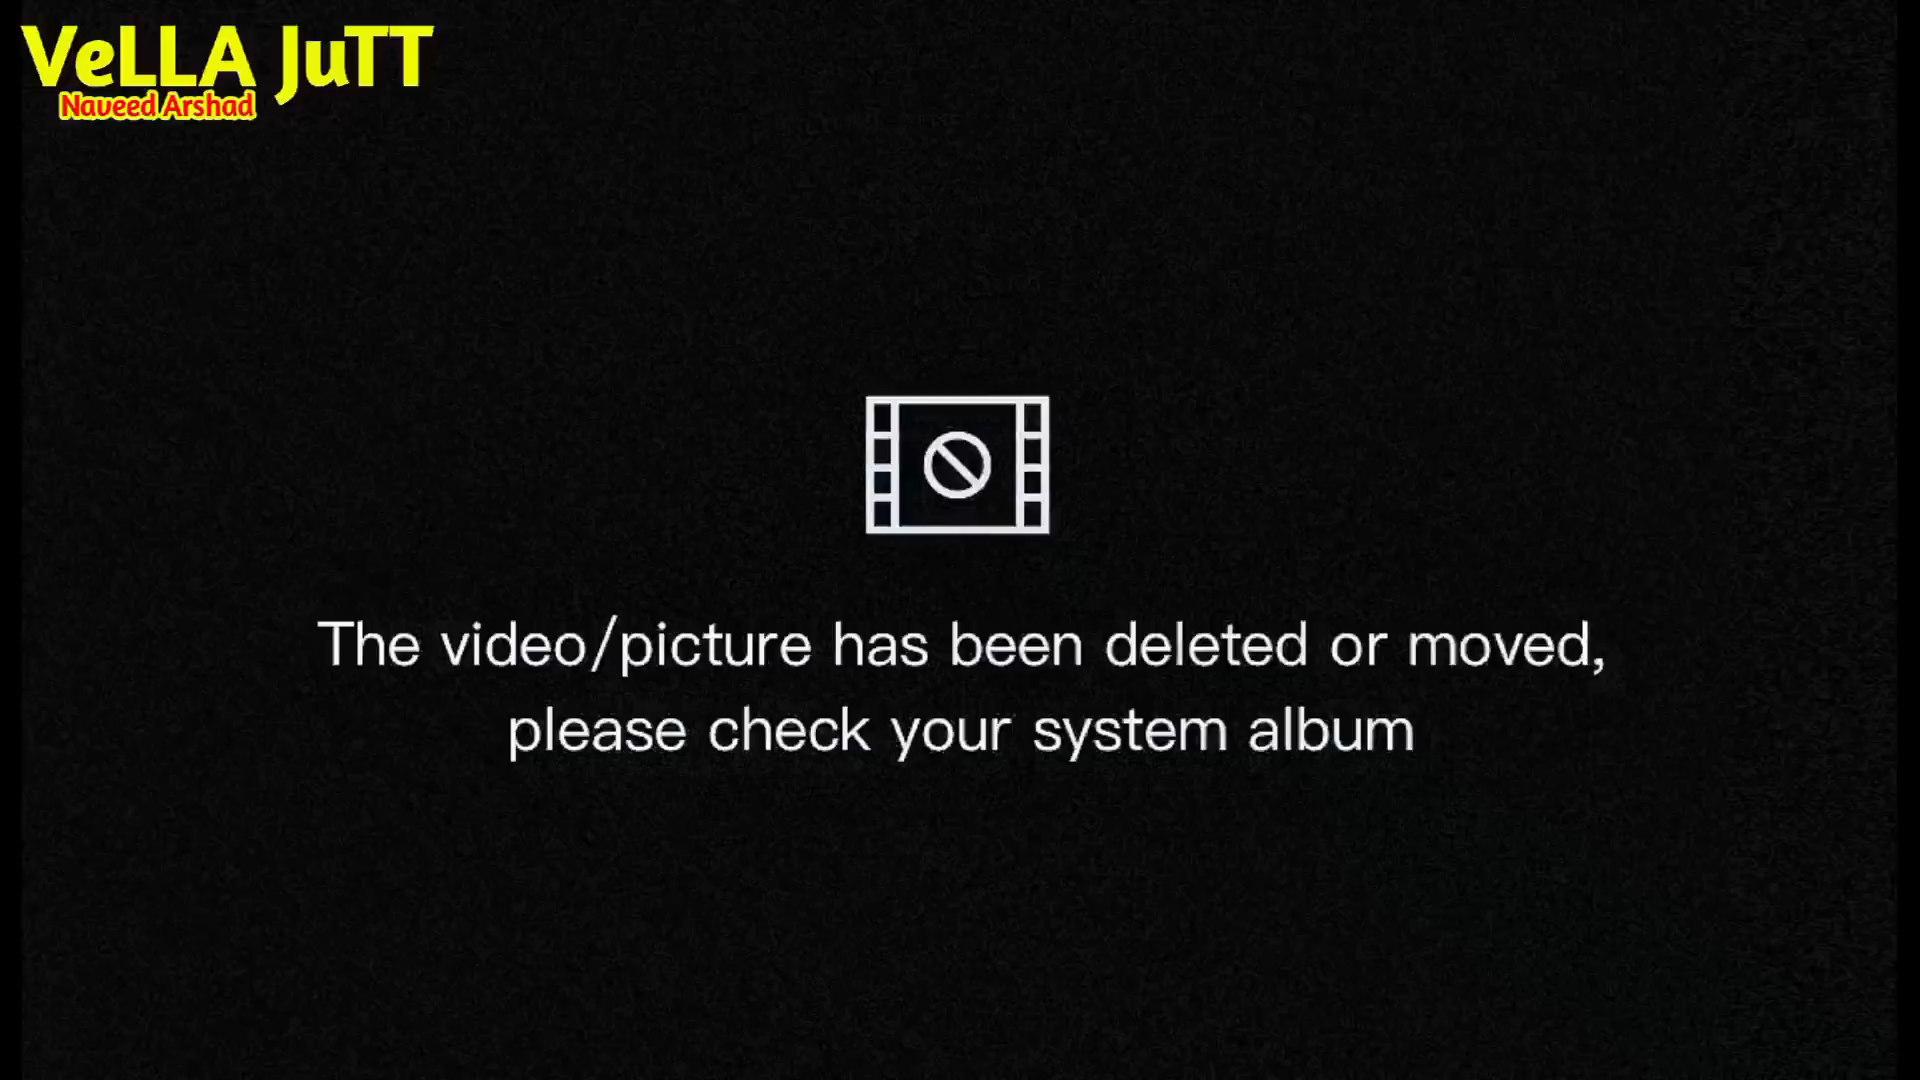 VeLLA JuTT
Naveed Arshad
The video/picture has been deleted or moved,
please check your system album